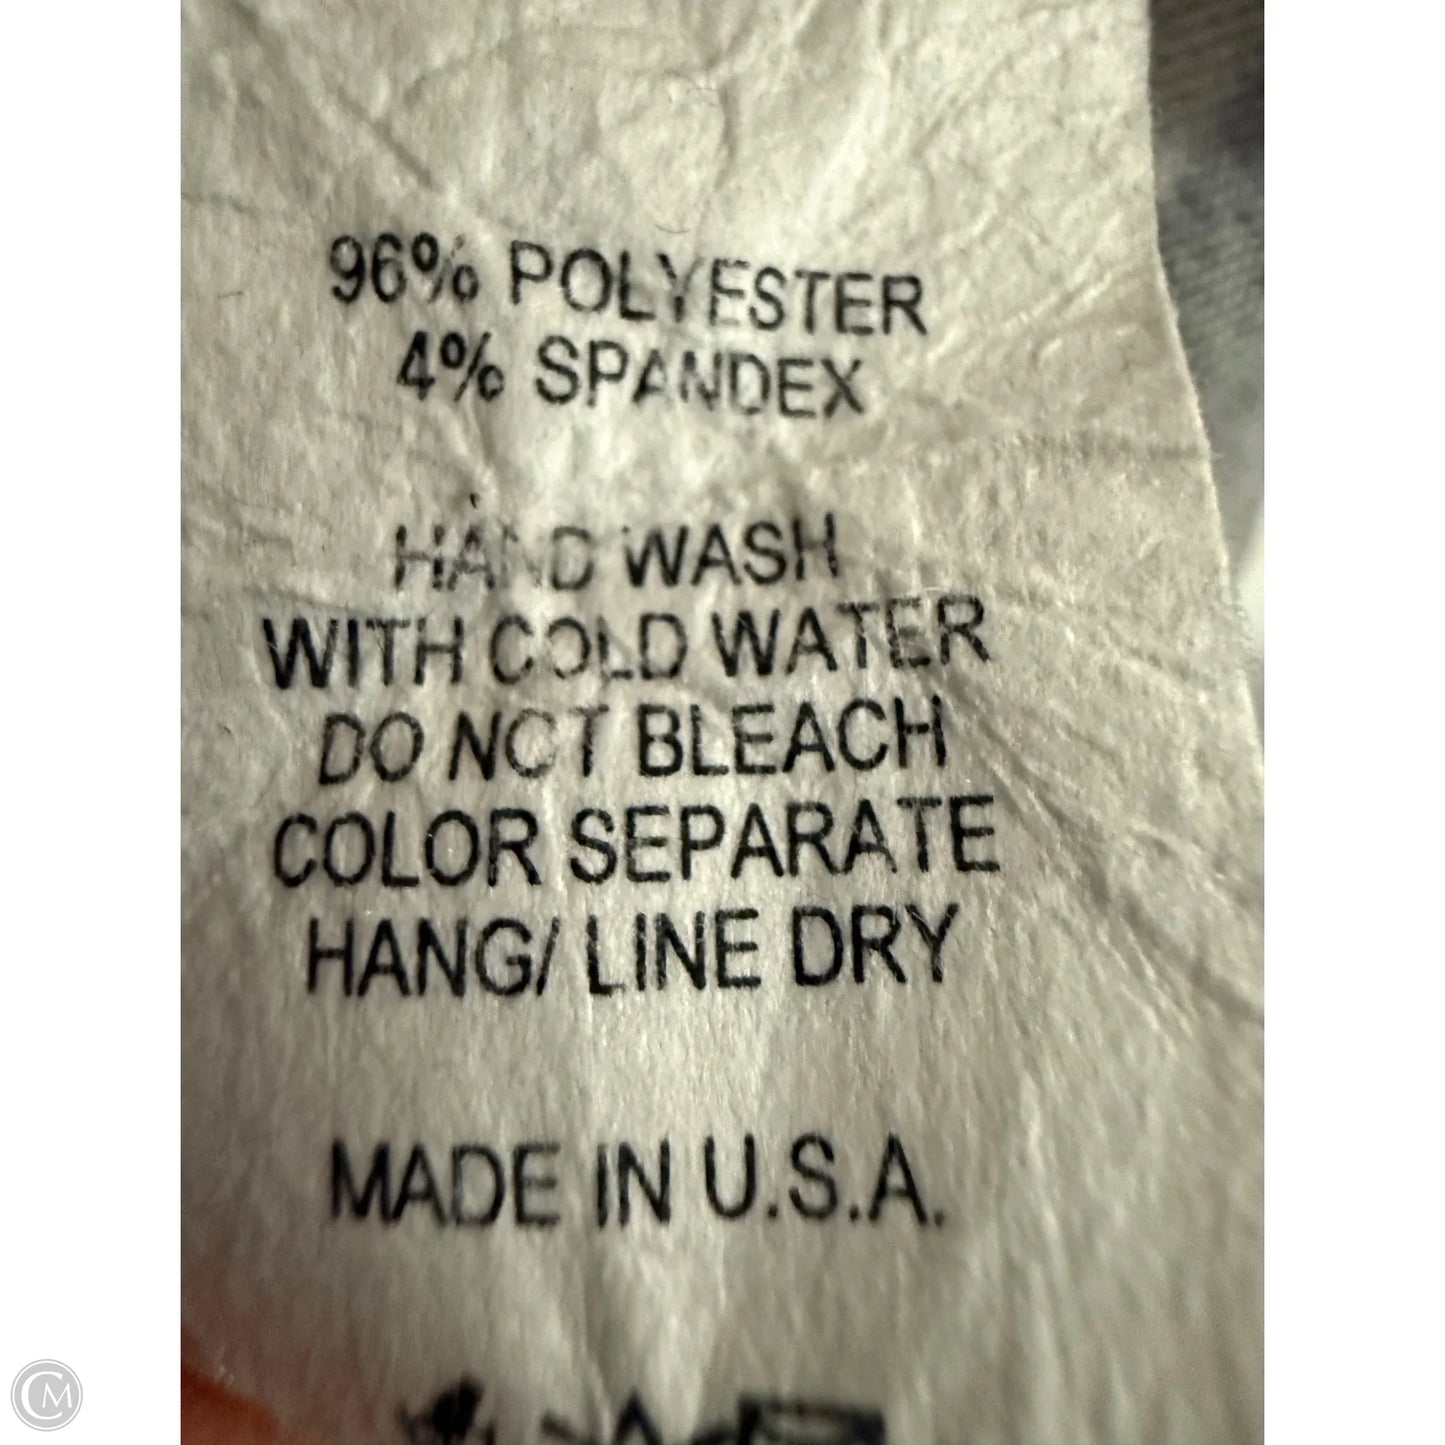 96% POLYESTER
4% SPANDEX
HAND WASH
WITH COLD WATER
DO NOT BLEACH
COLOR SEPARATE
HANG/ LINE DRY
MADE IN U.S.A.
CM